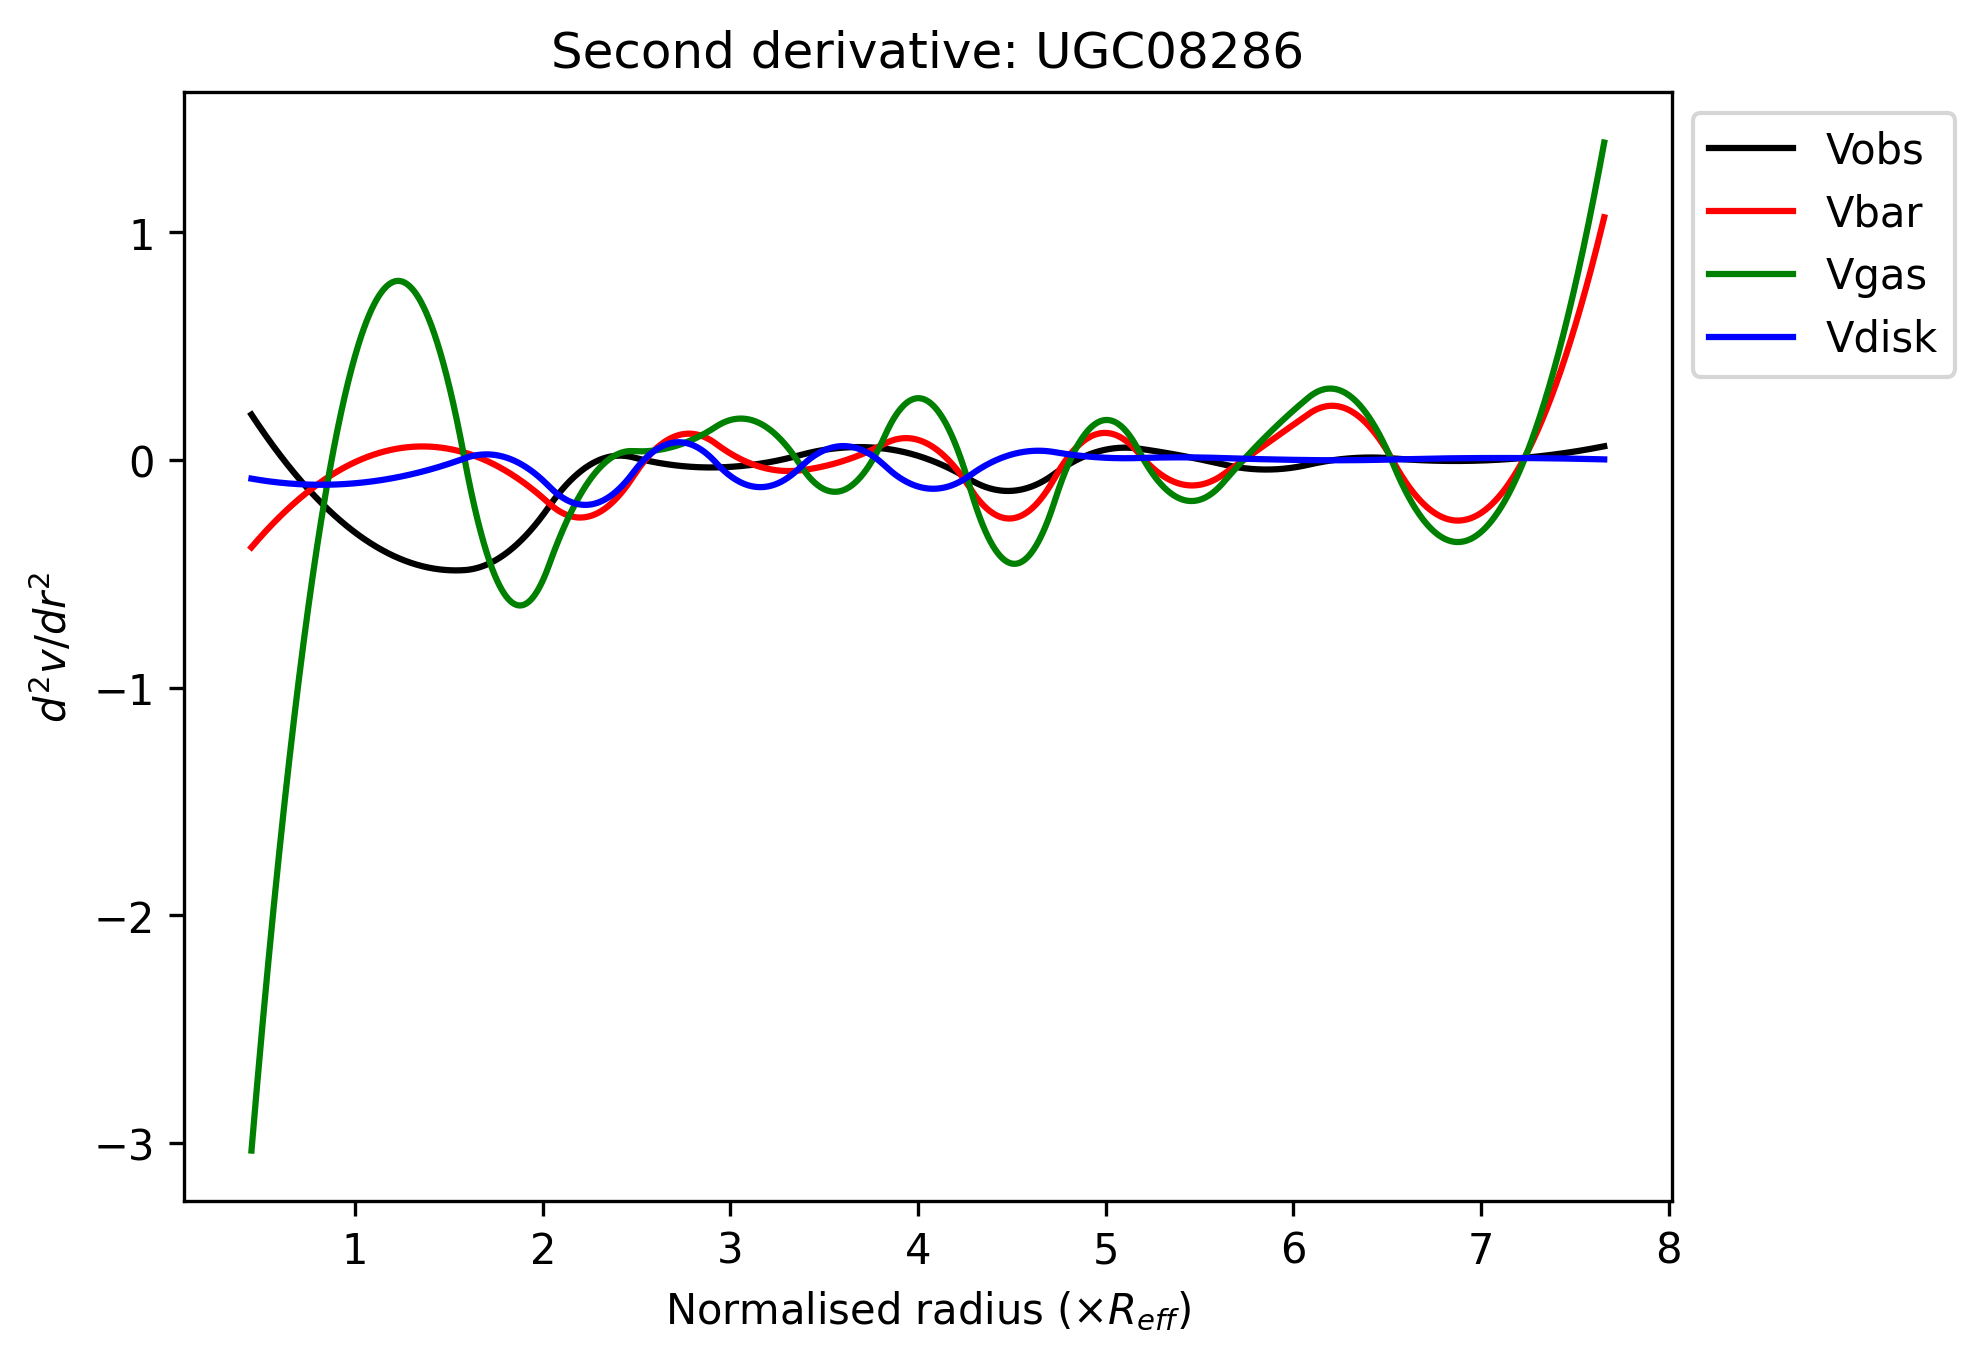 Second derivative: UGC08286
Vobs
Vbar
Vgas
Vdisk
1
0
−1
−2
−3
d²v/dr²
1 2 3 4 5 6 7 8
Normalised radius (×R_eff)